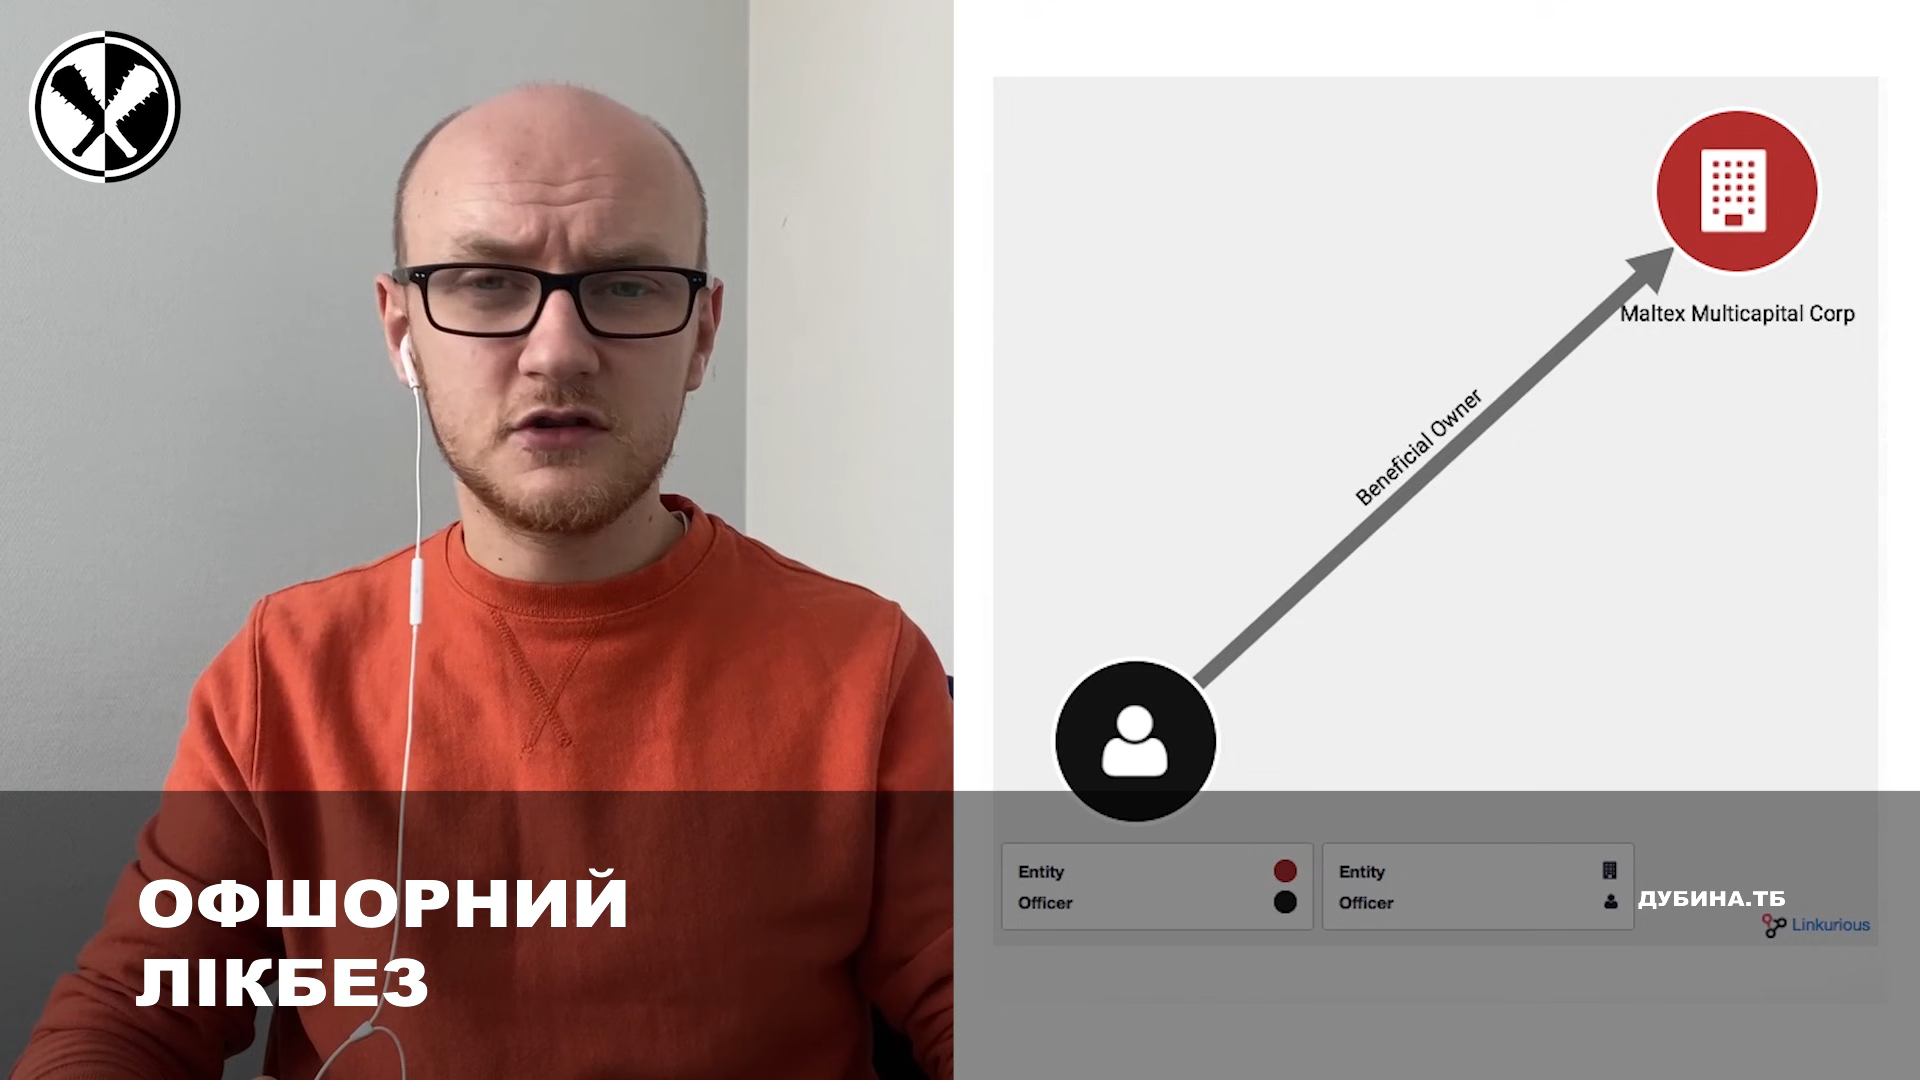 Maltex Multicapital Corp
Beneficial Owner
Entity
Officer
Entity
Officer
ДУБИНА.ТБ
Linkurious
ОФШОРНИЙ
ЛІКБЕЗ